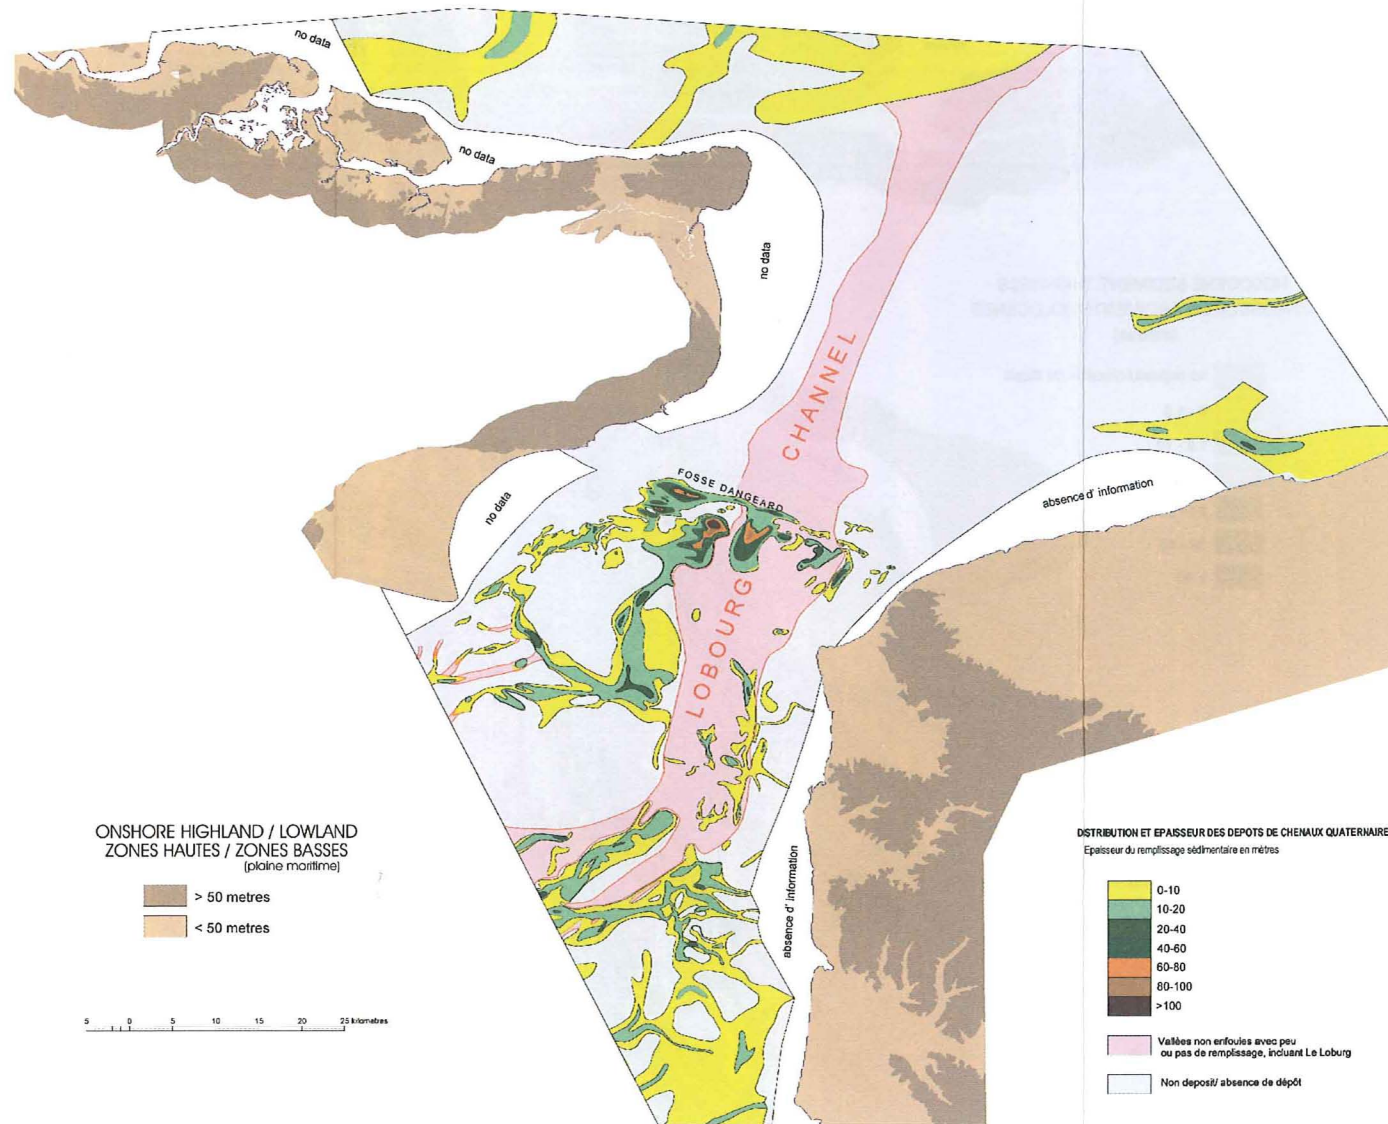 no data
no data
no data
no data
CHANNEL
FOSSE DANGEARD
LOBOURG
absence d' information
absence d' information
ONSHORE HIGHLAND / LOWLAND
ZONES HAUTES / ZONES BASSES
(plaine maritime)
> 50 metres
< 50 metres
5 0 5 10 15 20 25 kilometres
DISTRIBUTION ET EPAISSEUR DES DEPOTS DE CHENAUX QUATERNAIRE
Epaisseur du remplissage sédimentaire en mètres
0-10
10-20
20-40
40-60
60-80
80-100
>100
Vallées non enfouies avec peu
ou pas de remplissage, incluant Le Loburg
Non deposit/ absence de dépôt